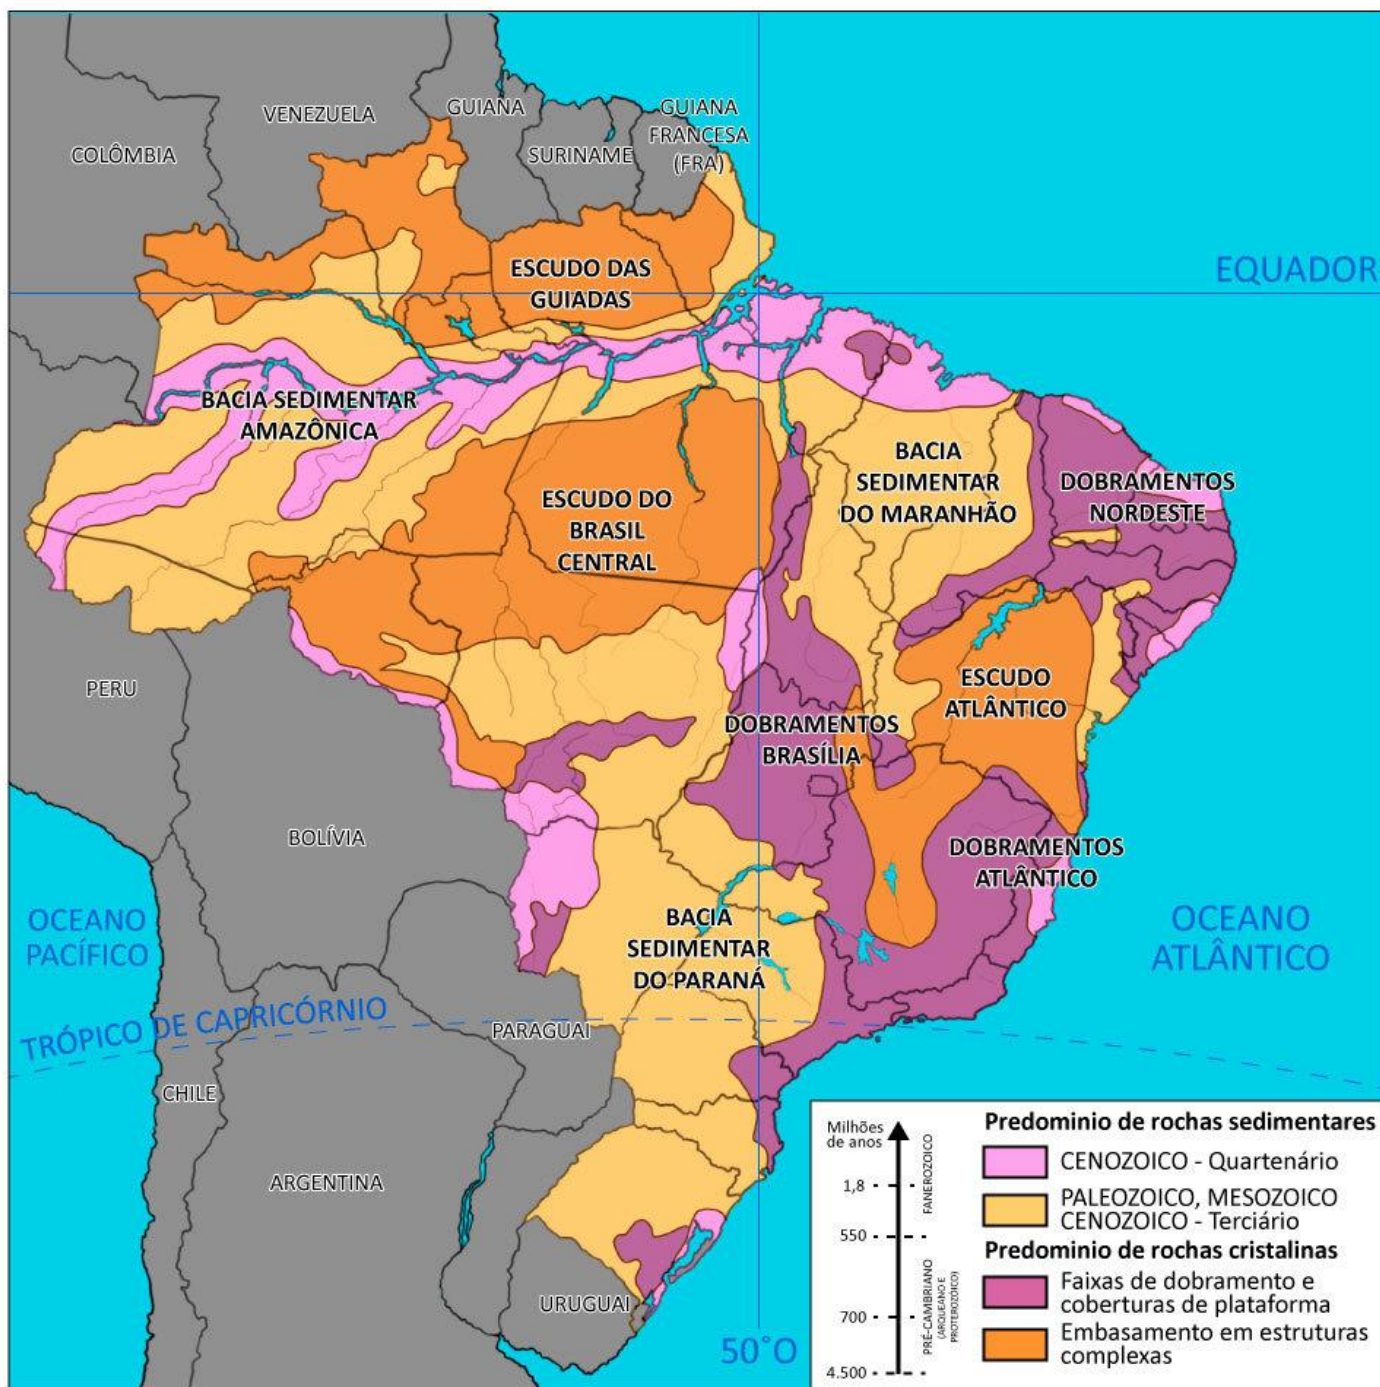 VENEZUELA
GUIANA
GUIANA
FRANCESA
(FRA)
COLÔMBIA
SURINAME
ESCUDO DAS
GUIADAS
EQUADOR
BACIA SEDIMENTAR
AMAZÔNICA
BACIA
SEDIMENTAR
DO MARANHÃO
DOBRAMENTOS
NORDESTE
ESCUDO DO
BRASIL
CENTRAL
PERU
ESCUDO
ATLÂNTICO
DOBRAMENTOS
BRASÍLIA
BOLÍVIA
DOBRAMENTOS
ATLÂNTICO
OCEANO
PACÍFICO
BACIA
SEDIMENTAR
DO PARANÁ
OCEANO
ATLÂNTICO
TRÓPICO DE CAPRICÓRNIO
PARAGUAI
CHILE
ARGENTINA
URUGUAI
50°O
Milhões
de anos
1,8
550
700
4.500
FANEROZOICO
PRÉ-CAMBRIANO
(ARQUEANO E
PROTEROZÓICO)
Predominio de rochas sedimentares
CENOZOICO - Quartenário
PALEOZOICO, MESOZOICO
CENOZOICO - Terciário
Predominio de rochas cristalinas
Faixas de dobramento e
coberturas de plataforma
Embasamento em estruturas
complexas